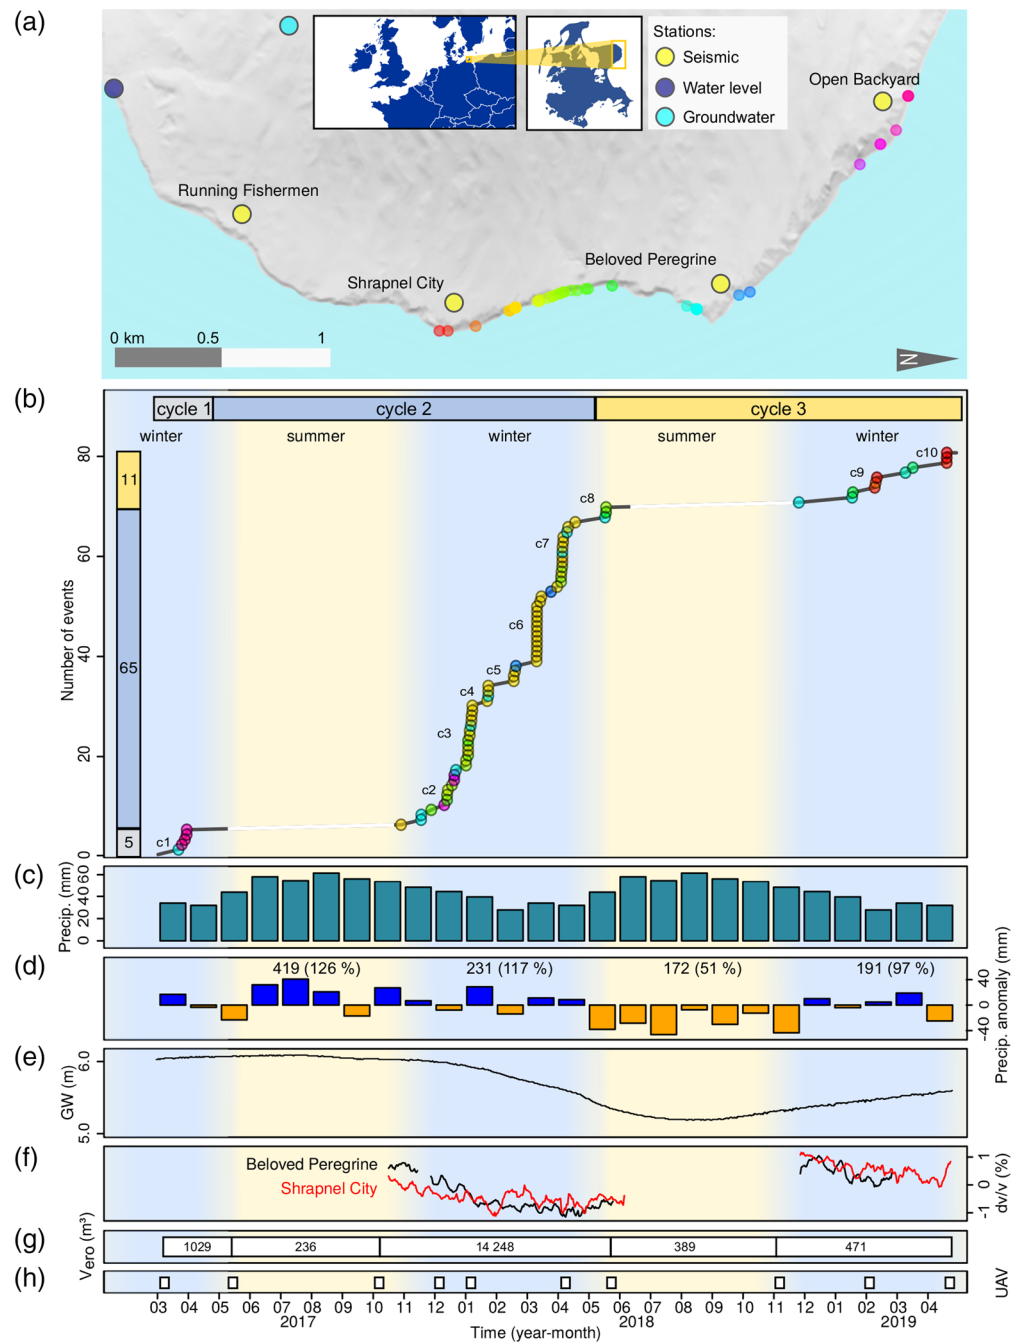 (a)
Stations:
Seismic
Water level
Groundwater
Open Backyard
Running Fishermen
Beloved Peregrine
Shrapnel City
0 km 0.5 1
N
(b)
cycle 1 cycle 2 cycle 3
winter summer winter summer winter
Number of events
80
60
40
20
0
11
65
5
c1
c2
c3
c4
c5
c6
c7
c8
c9
c10
(c)
Precip. (mm)
60
40
20
0
(d)
419 (126 %) 231 (117 %) 172 (51 %) 191 (97 %)
40
0
-40
Precip. anomaly (mm)
(e)
GW (m)
6.0
5.0
(f)
Beloved Peregrine
Shrapnel City
1
0
-1
dv/v (%)
(g)
Vero (m³)
1029 236 14 248 389 471
(h)
UAV
03 04 05 06 07 08 09 10 11 12 01 02 03 04 05 06 07 08 09 10 11 12 01 02 03 04
2017 2018 2019
Time (year-month)